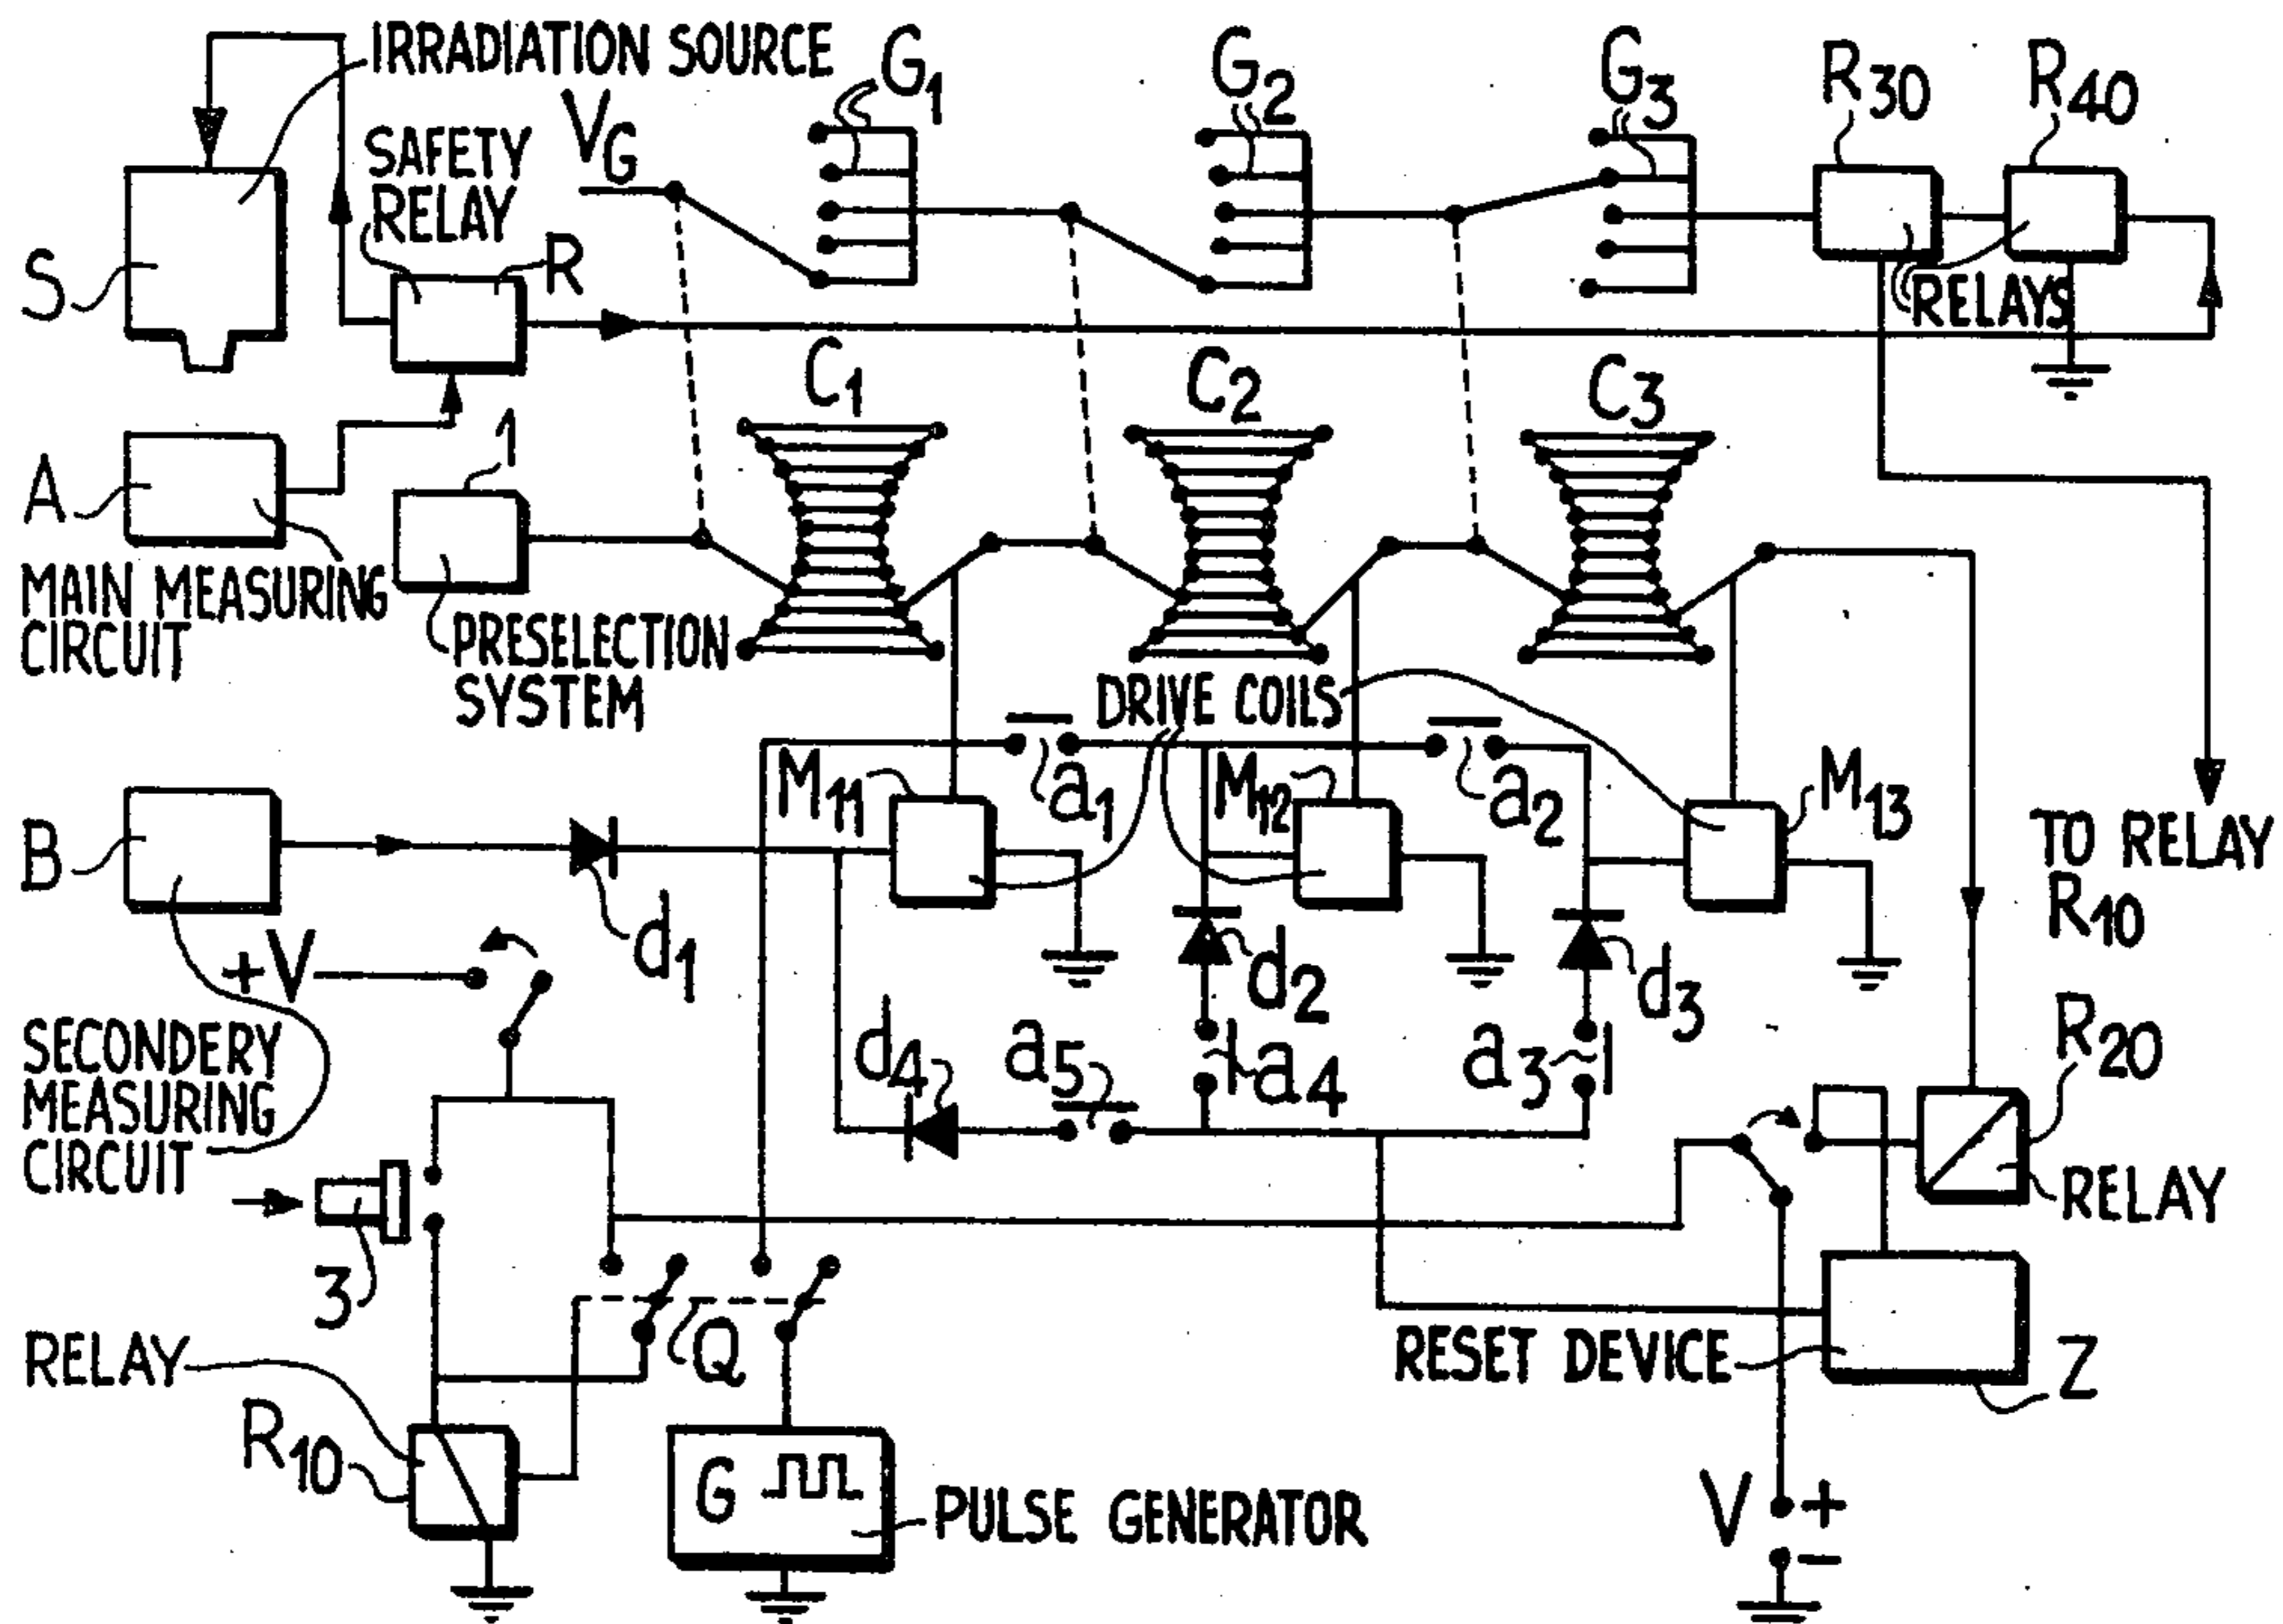 IRRADIATION SOURCE
G1
G2
G3
R30
R40
SAFETY
RELAY
VG
S
R
RELAYS
C1
C2
C3
A
1
MAIN MEASURING
CIRCUIT
PRESELECTION
SYSTEM
DRIVE COILS
M11
a1
M12
a2
M13
B
TO RELAY
R10
d1
+V
d2
d3
SECONDERY
MEASURING
CIRCUIT
d4
a5
a4
a3
R20
RELAY
3
Q
RELAY
RESET DEVICE
Z
R10
G
PULSE GENERATOR
V +
-